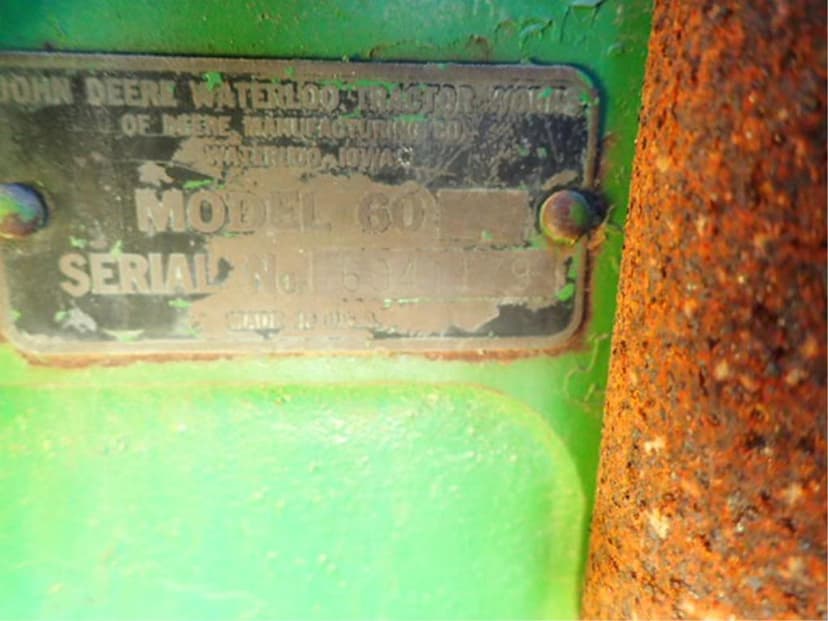 JOHN DEERE WATERLOO TRACTOR WORKS
OF DEERE MANUFACTURING CO.
WATERLOO, IOWA
MODEL 60
SERIAL No.
MADE IN U.S.A.